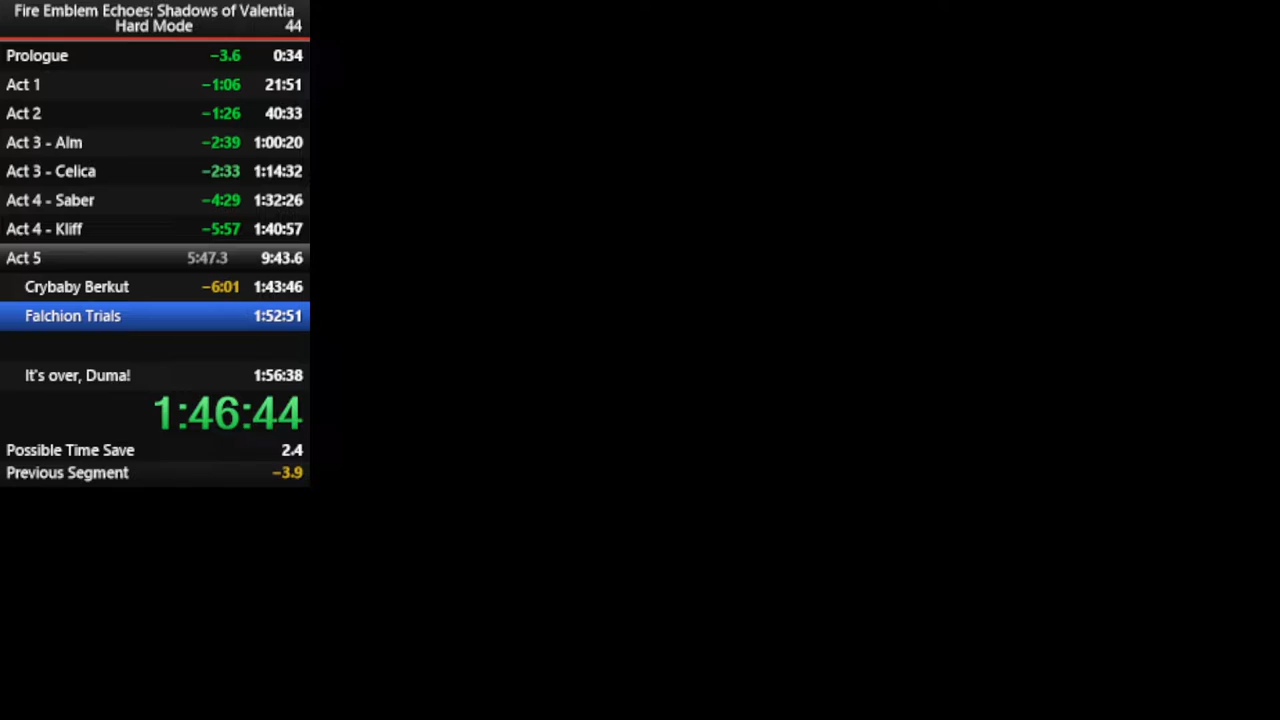 Fire Emblem Echoes: Shadows of Valentia
Hard Mode 44
Prologue −3.6 0:34
Act 1 −1:06 21:51
Act 2 −1:26 40:33
Act 3 - Alm −2:39 1:00:20
Act 3 - Celica −2:33 1:14:32
Act 4 - Saber −4:29 1:32:26
Act 4 - Kliff −5:57 1:40:57
Act 5 5:47.3 9:43.6
Crybaby Berkut −6:01 1:43:46
Falchion Trials 1:52:51
It's over, Duma! 1:56:38
1:46:44
Possible Time Save 2.4
Previous Segment −3.9